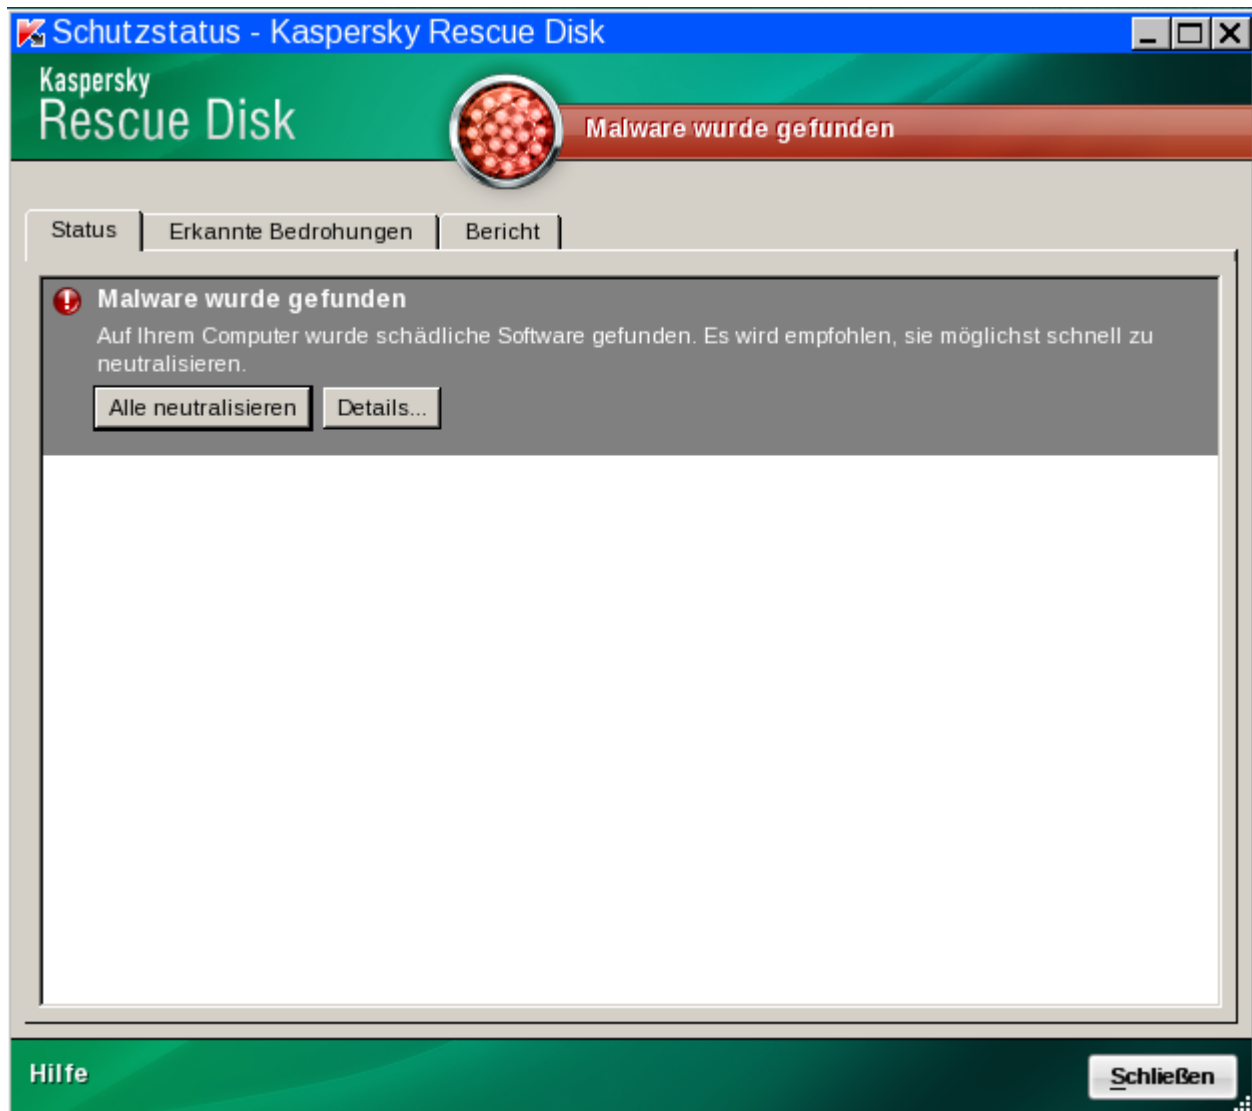 Schutzstatus - Kaspersky Rescue Disk
Kaspersky
Rescue Disk
Malware wurde gefunden
Status
Erkannte Bedrohungen
Bericht
Malware wurde gefunden
Auf Ihrem Computer wurde schädliche Software gefunden. Es wird empfohlen, sie möglichst schnell zu
neutralisieren.
Alle neutralisieren
Details...
Hilfe
Schließen